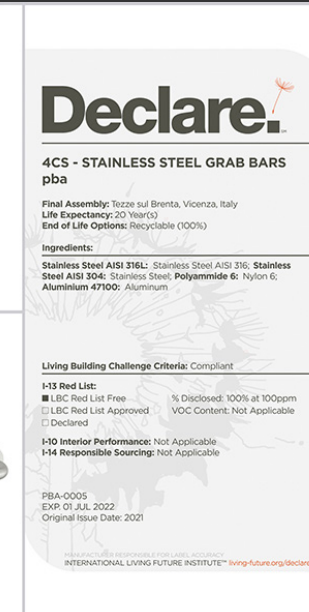 Declare.
4CS - STAINLESS STEEL GRAB BARS
pba
Final Assembly: Tezze sul Brenta, Vicenza, Italy
Life Expectancy: 20 Year(s)
End of Life Options: Recyclable (100%)
Ingredients:
Stainless Steel AISI 316L: Stainless Steel AISI 316; Stainless
Steel AISI 304: Stainless Steel; Polyammide 6: Nylon 6;
Aluminium 47100: Aluminum
Living Building Challenge Criteria: Compliant
I-13 Red List:
■ LBC Red List Free % Disclosed: 100% at 100ppm
□ LBC Red List Approved VOC Content: Not Applicable
□ Declared
I-10 Interior Performance: Not Applicable
I-14 Responsible Sourcing: Not Applicable
PBA-0005
EXP. 01 JUL 2022
Original Issue Date: 2021
MANUFACTURER RESPONSIBLE FOR LABEL ACCURACY
INTERNATIONAL LIVING FUTURE INSTITUTE™ living-future.org/declare